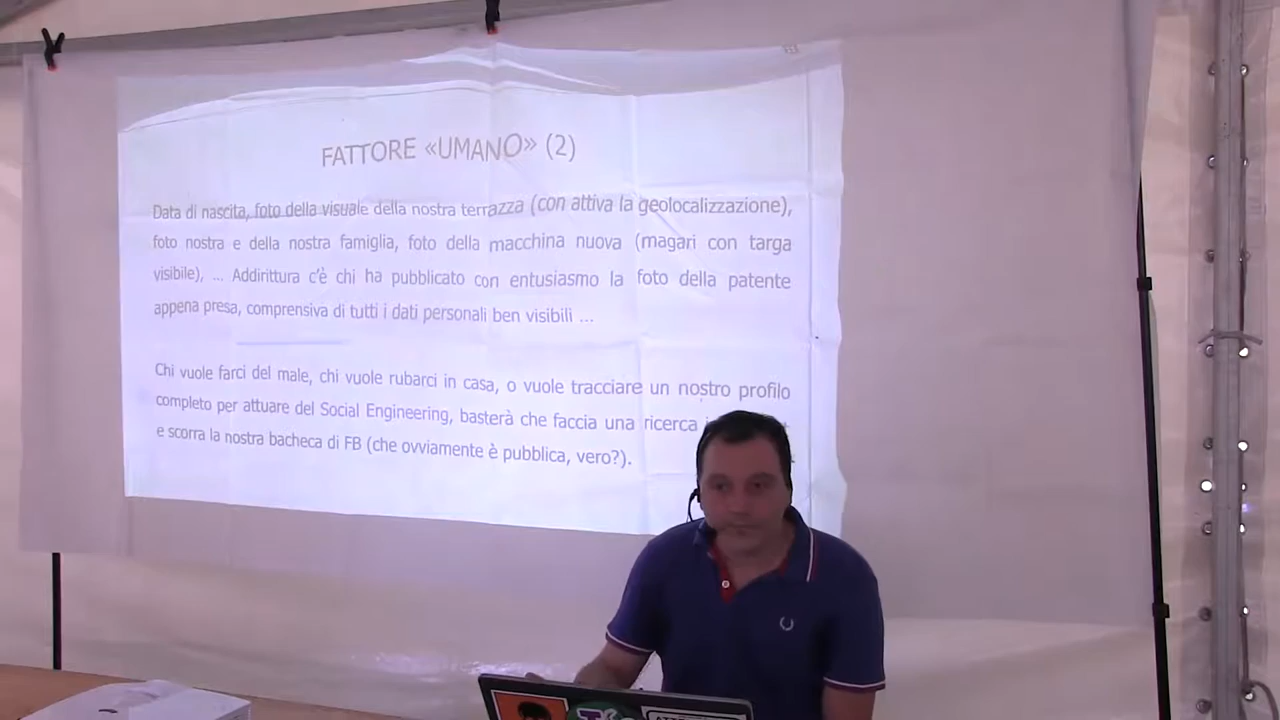 FATTORE «UMANO» (2)
Data di nascita, foto della visuale della nostra terrazza (con attiva la geolocalizzazione),
foto nostra e della nostra famiglia, foto della macchina nuova (magari con targa
visibile), ... Addirittura c'è chi ha pubblicato con entusiasmo la foto della patente
appena presa, comprensiva di tutti i dati personali ben visibili ...
Chi vuole farci del male, chi vuole rubarci in casa, o vuole tracciare un nostro profilo
completo per attuare del Social Engineering, basterà che faccia una ricerca
e scorra la nostra bacheca di FB (che ovviamente è pubblica, vero?).